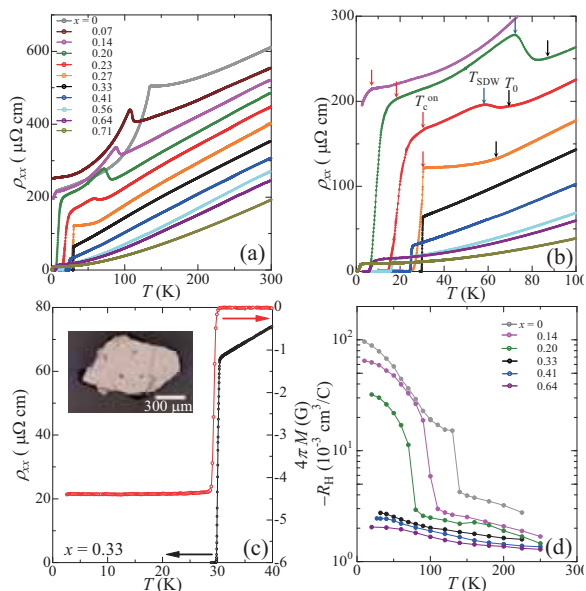 600
400
200
0
ρxx ( μΩ cm )
x = 0
0.07
0.14
0.20
0.23
0.27
0.33
0.41
0.56
0.64
0.71
(a)
0 100 200 300
T (K)
300
200
100
0
ρxx ( μΩ cm )
TSDW
T0
Tc on
(b)
0 20 40 60 80 100
T (K)
80
60
40
20
0
ρxx ( μΩ cm )
300 μm
x = 0.33
(c)
0
-1
-2
-3
-4
-5
-6
4π M (G)
0 10 20 30 40
T (K)
10²
10¹
10⁰
−RH (10⁻³ cm³/C)
x = 0
0.14
0.20
0.33
0.41
0.64
(d)
0 100 200 300
T (K)